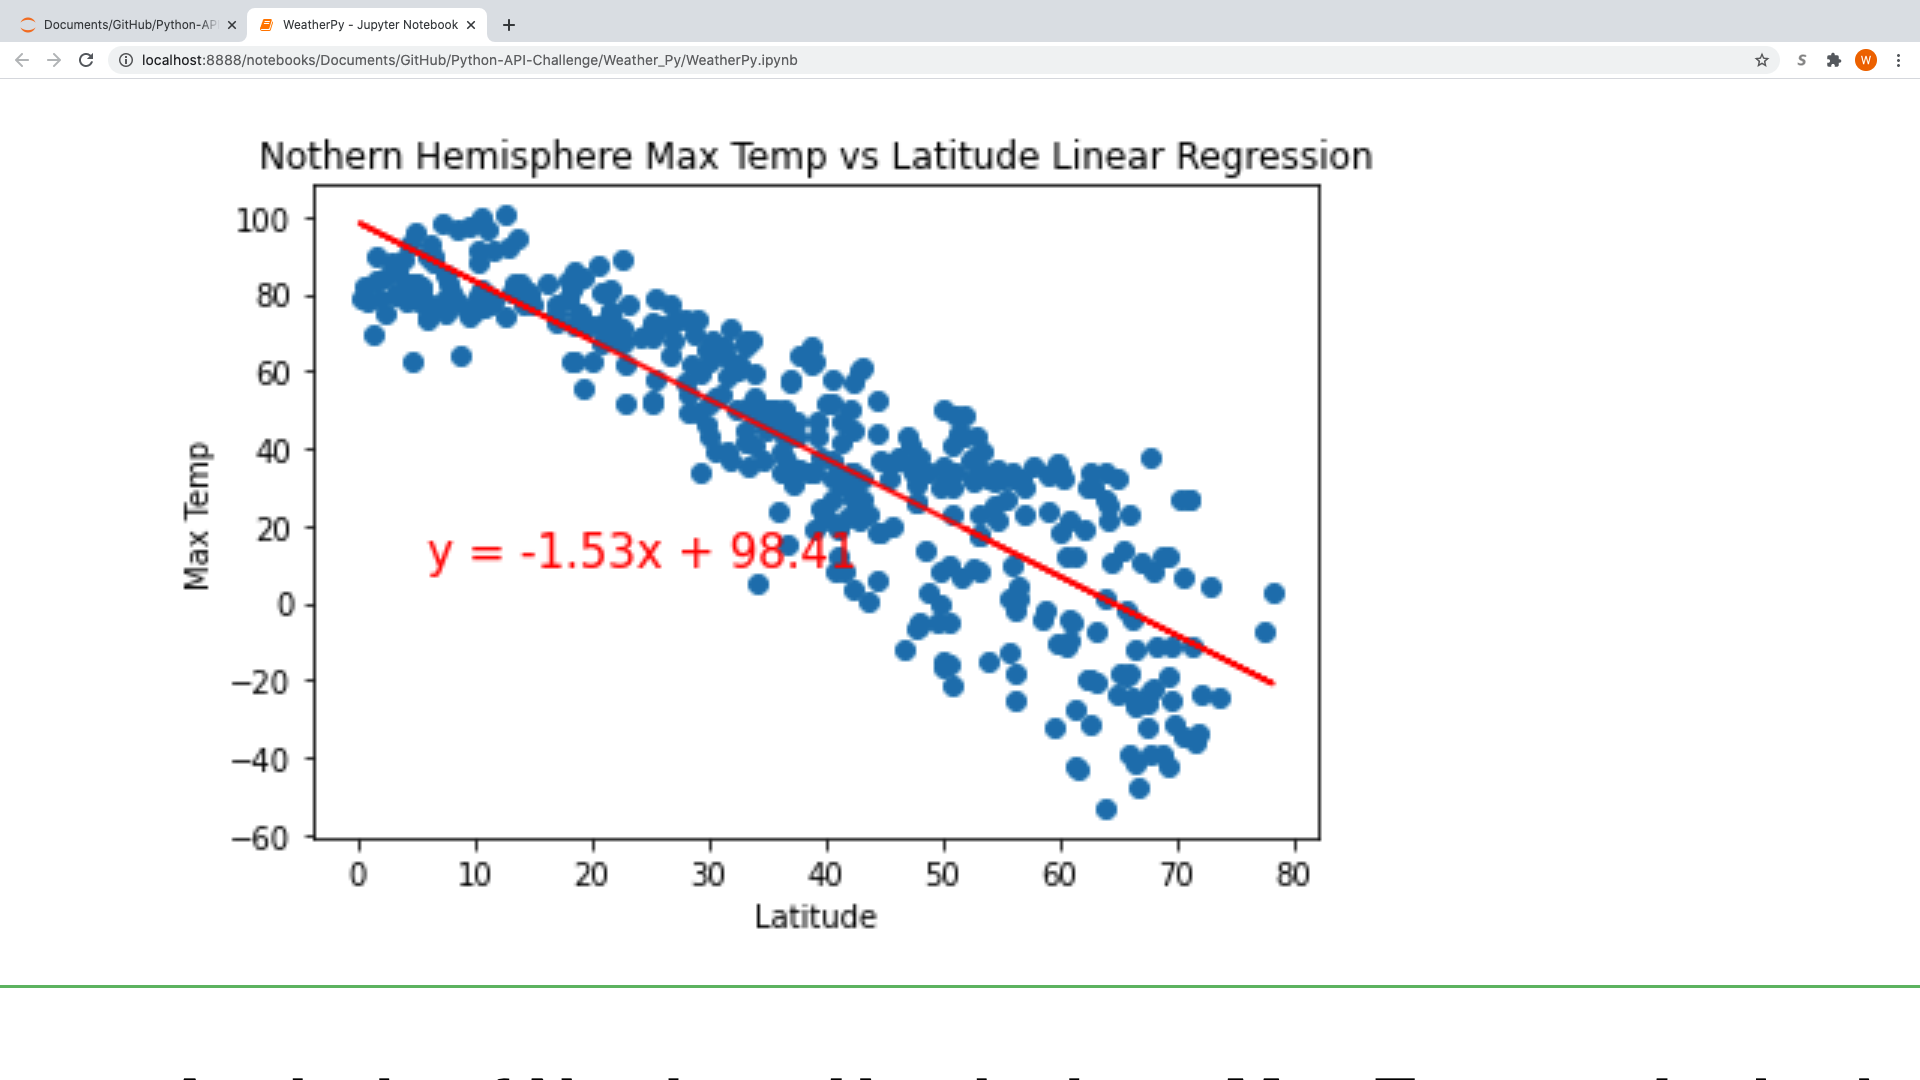 Documents/GitHub/Python-AP
WeatherPy - Jupyter Notebook
localhost:8888/notebooks/Documents/GitHub/Python-API-Challenge/Weather_Py/WeatherPy.ipynb
S
W
Nothern Hemisphere Max Temp vs Latitude Linear Regression
100
80
60
40
20
0
−20
−40
−60
Max Temp
y = -1.53x + 98.41
0 10 20 30 40 50 60 70 80
Latitude